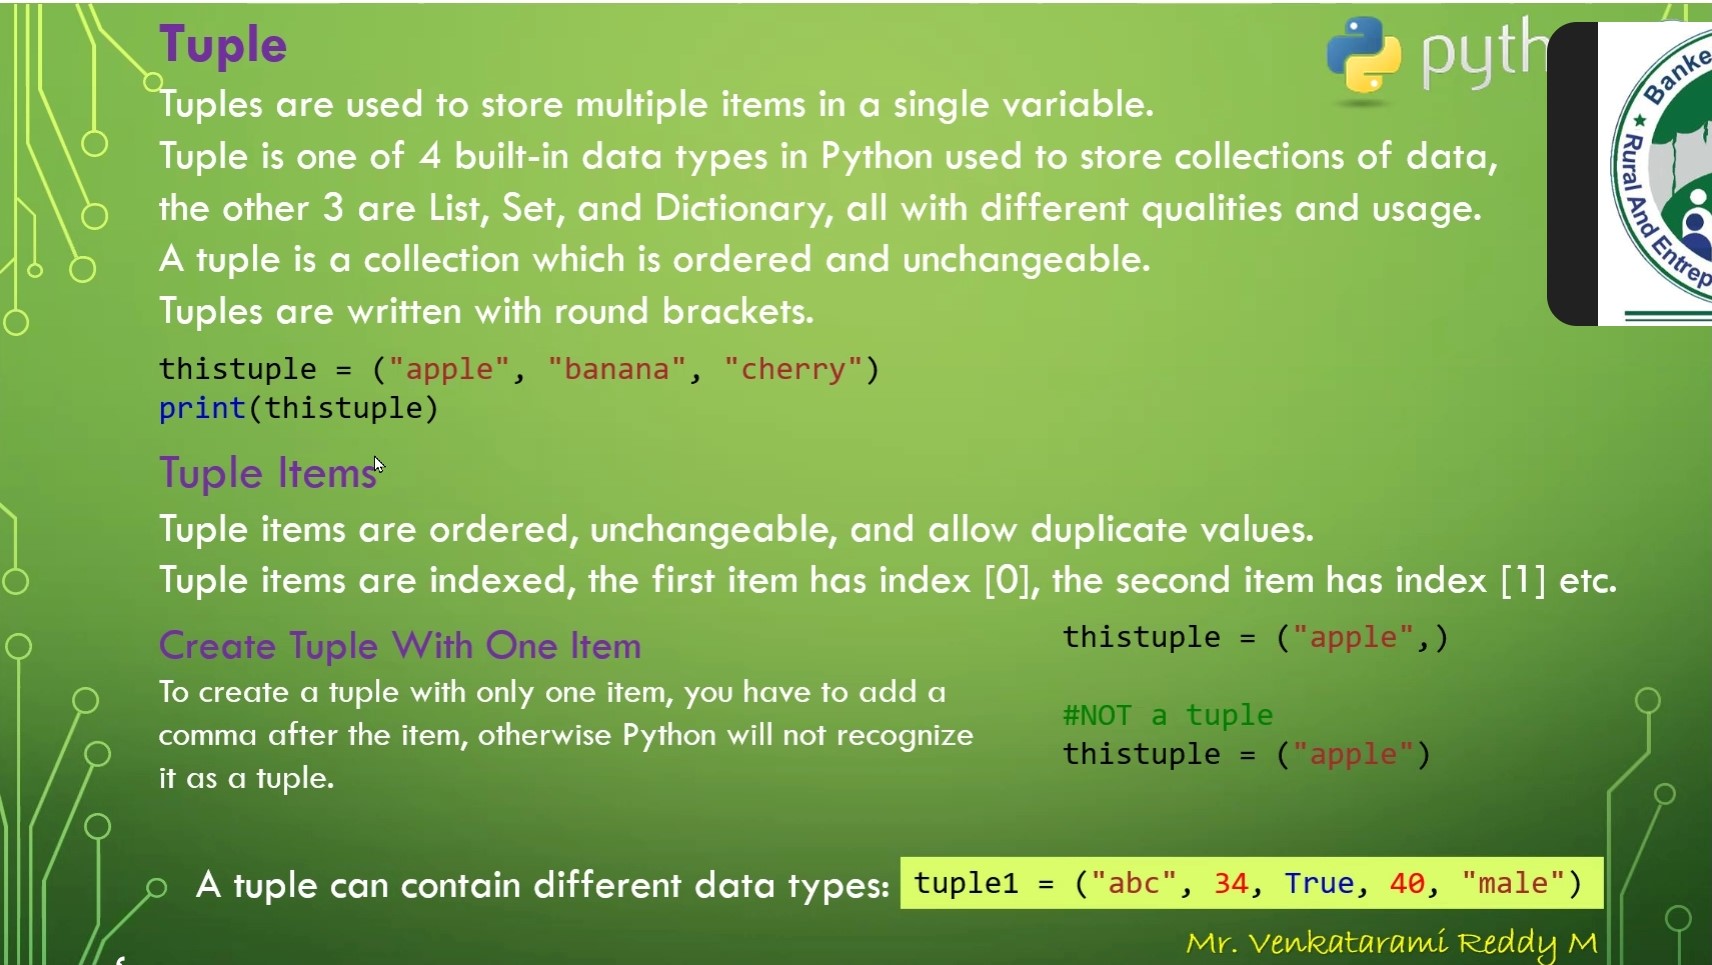 Tuple
python
Tuples are used to store multiple items in a single variable.
Tuple is one of 4 built-in data types in Python used to store collections of data,
the other 3 are List, Set, and Dictionary, all with different qualities and usage.
A tuple is a collection which is ordered and unchangeable.
Tuples are written with round brackets.
thistuple = ("apple", "banana", "cherry")
print(thistuple)
Rural And
Tuple Items
Tuple items are ordered, unchangeable, and allow duplicate values.
Tuple items are indexed, the first item has index [0], the second item has index [1] etc.
Create Tuple With One Item
To create a tuple with only one item, you have to add a
comma after the item, otherwise Python will not recognize
it as a tuple.
thistuple = ("apple",)
#NOT a tuple
thistuple = ("apple")
A tuple can contain different data types:
tuple1 = ("abc", 34, True, 40, "male")
Mr. Venkatarami Reddy M